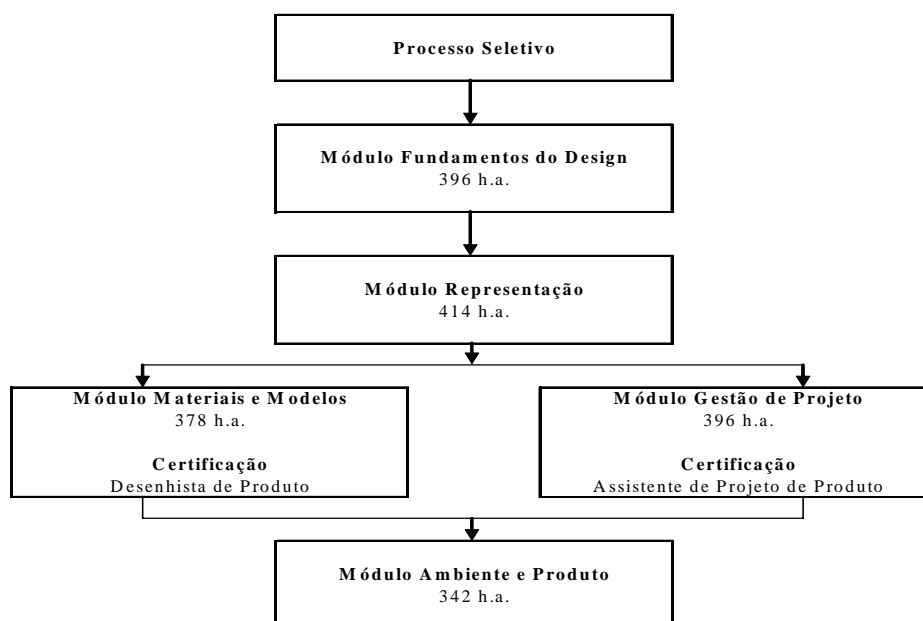 Processo Seletivo
Módulo Fundamentos do Design
396 h.a.
Módulo Representação
414 h.a.
Módulo Materiais e Modelos
378 h.a.
Certificação
Desenhista de Produto
Módulo Gestão de Projeto
396 h.a.
Certificação
Assistente de Projeto de Produto
Módulo Ambiente e Produto
342 h.a.